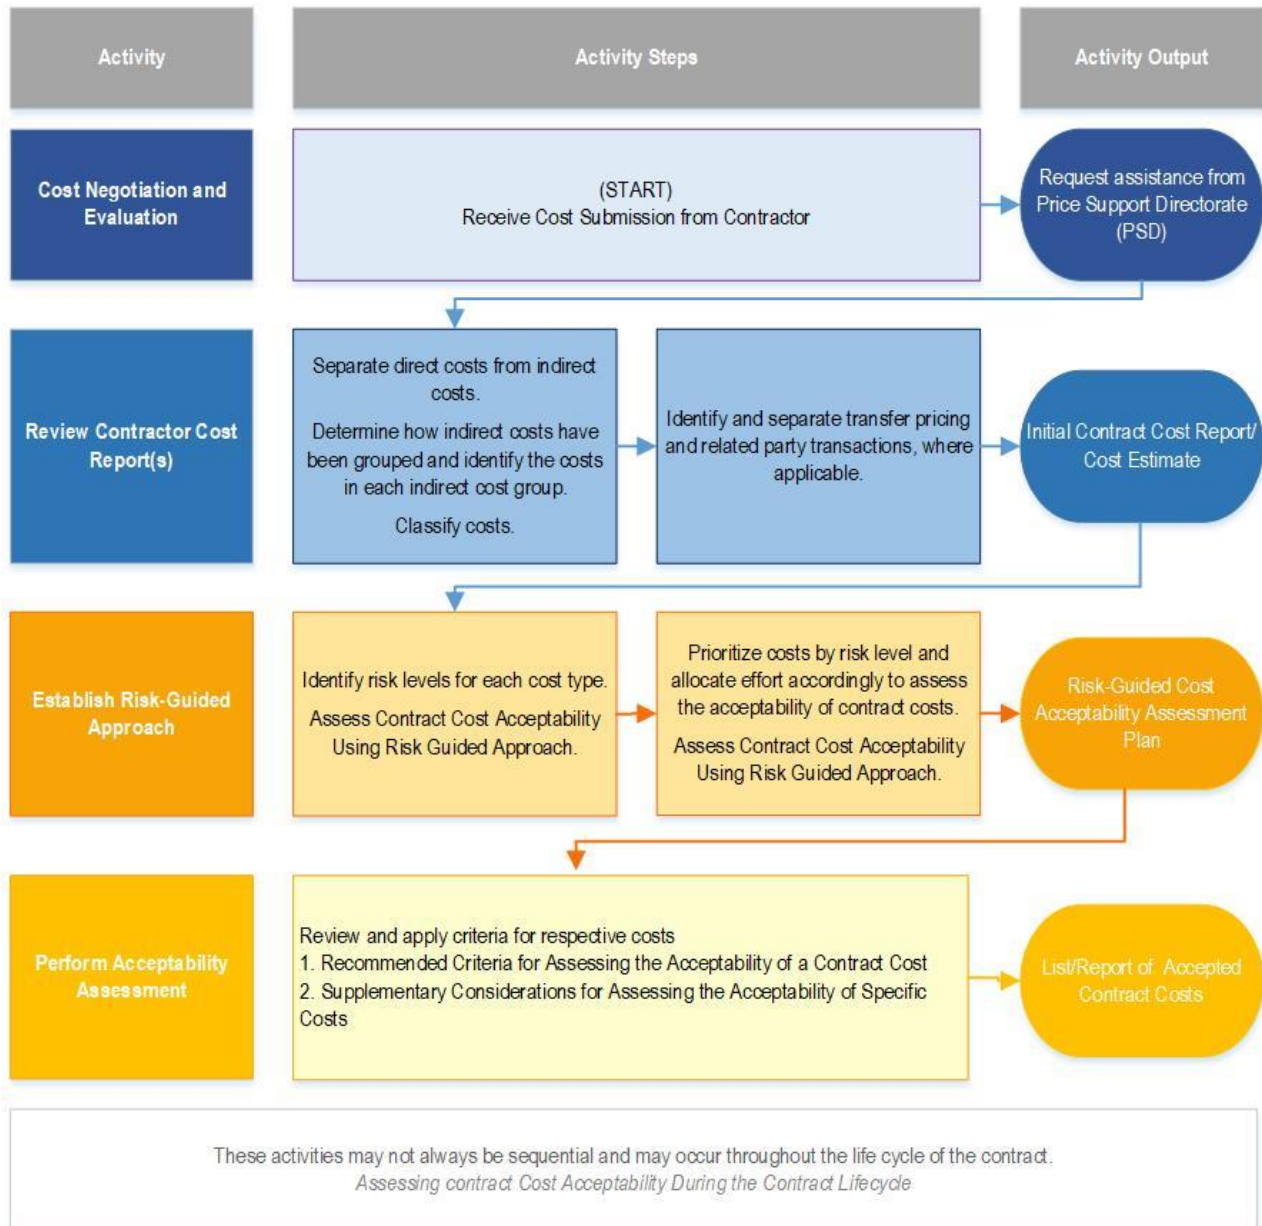 Activity
Activity Steps
Activity Output
Cost Negotiation and
Evaluation
(START)
Receive Cost Submission from Contractor
Request assistance from
Price Support Directorate
(PSD)
Review Contractor Cost
Report(s)
Separate direct costs from indirect
costs.
Determine how indirect costs have
been grouped and identify the costs
in each indirect cost group.
Classify costs.
Identify and separate transfer pricing
and related party transactions, where
applicable.
Initial Contract Cost Report/
Cost Estimate
Establish Risk-Guided
Approach
Identify risk levels for each cost type.
Assess Contract Cost Acceptability
Using Risk Guided Approach.
Prioritize costs by risk level and
allocate effort accordingly to assess
the acceptability of contract costs.
Assess Contract Cost Acceptability
Using Risk Guided Approach.
Risk-Guided Cost
Acceptability Assessment
Plan
Perform Acceptability
Assessment
Review and apply criteria for respective costs
1. Recommended Criteria for Assessing the Acceptability of a Contract Cost
2. Supplementary Considerations for Assessing the Acceptability of Specific
Costs
List/Report of Accepted
Contract Costs
These activities may not always be sequential and may occur throughout the life cycle of the contract.
Assessing contract Cost Acceptability During the Contract Lifecycle